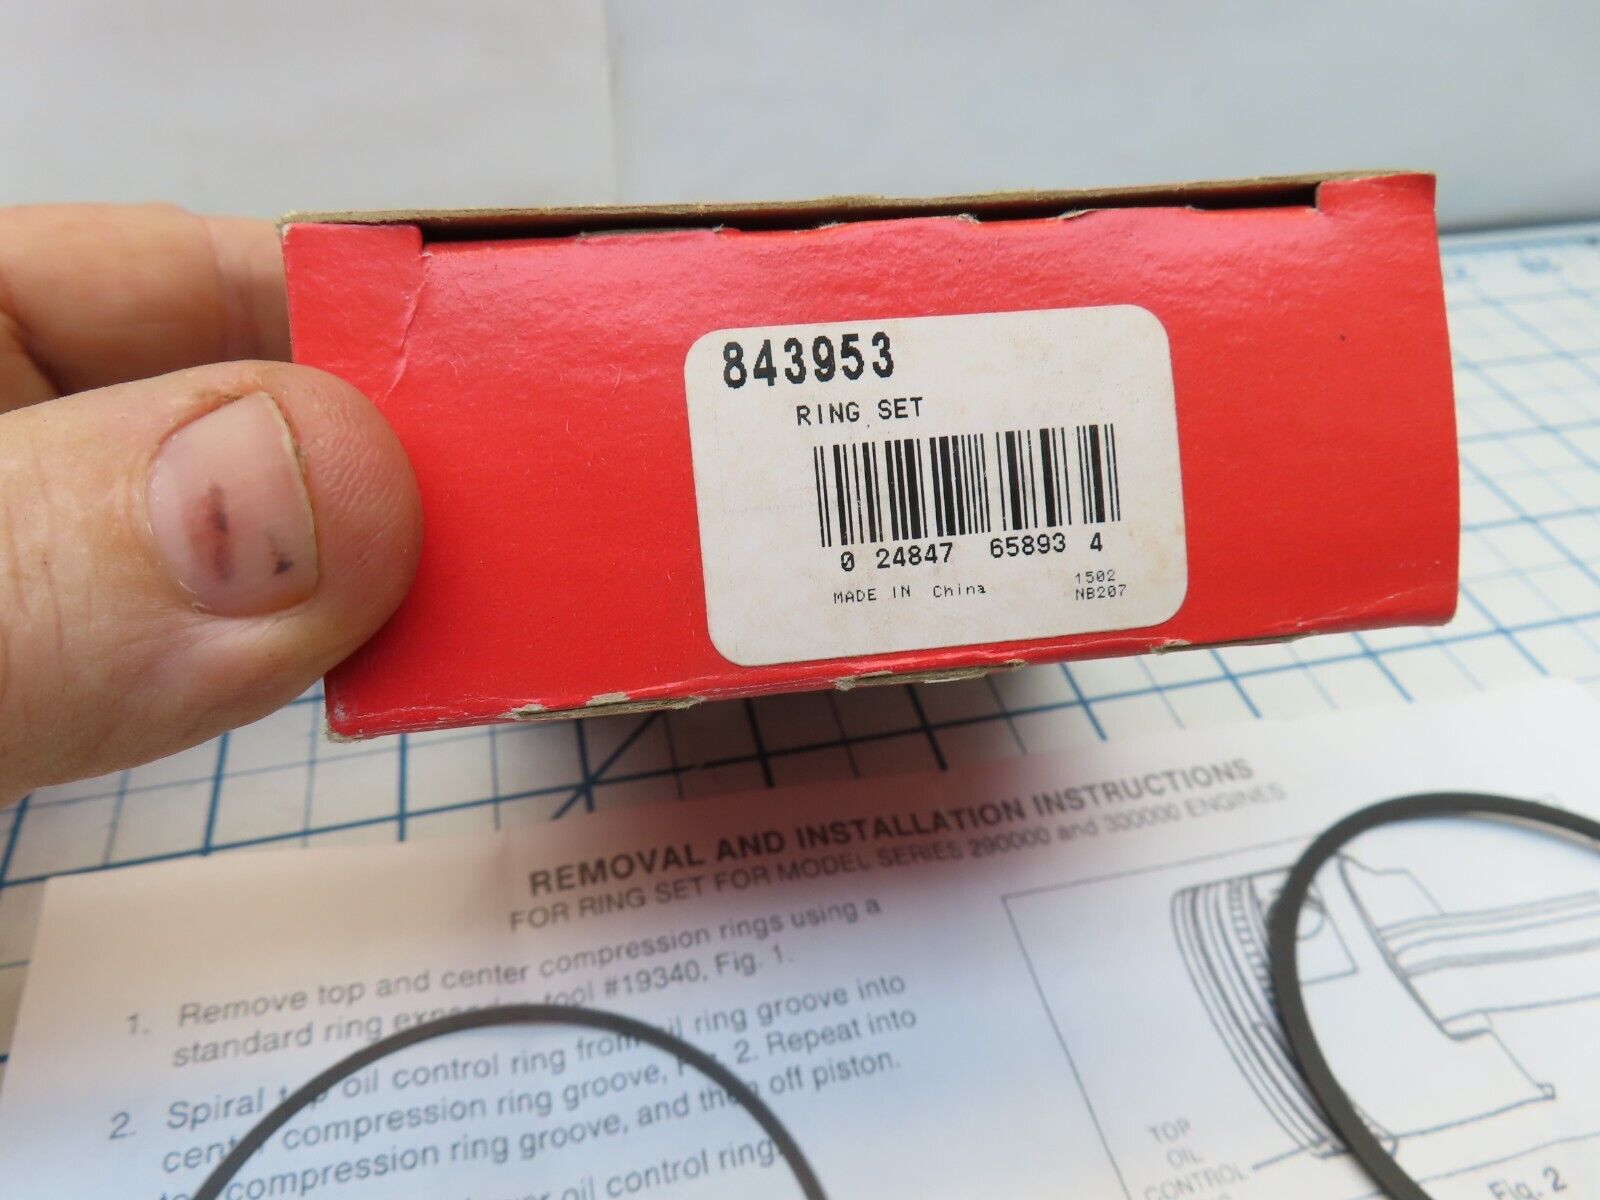 843953
RING SET
0 24847 65893 4
MADE IN China
1502
NB207
REMOVAL AND INSTALLATION INSTRUCTIONS
FOR RING SET FOR MODEL SERIES 290000 and 300000 ENGINES
1. Remove top and center compression rings using a
standard ring tool #19340, Fig. 1.
2. Spiral oil control ring from ring groove into
compression ring groove, 2. Repeat into
compression ring groove, and off piston.
oil control ring
TOP
OIL
CONTROL
Fig. 2